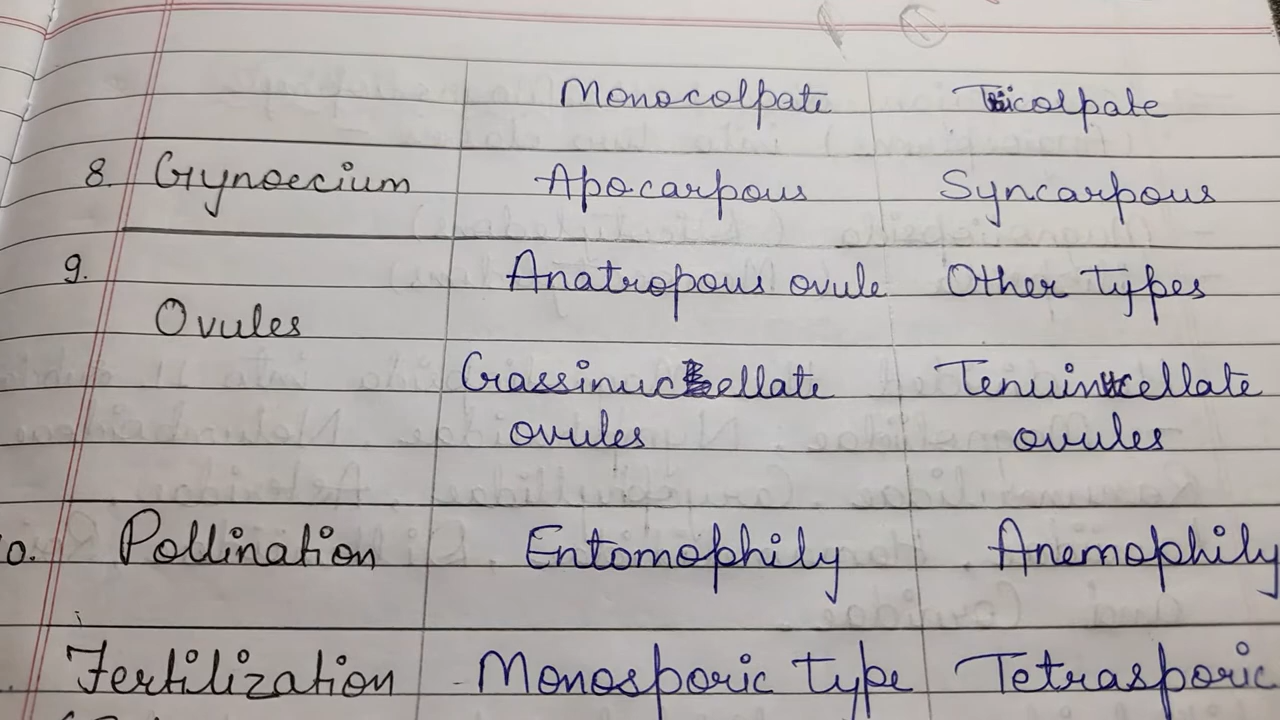 Monocolpate Tricolpate
8. Gynoecium Apocarpous Syncarpous
9. Anatropous ovule Other types
Ovules
Crassinucellate Tenuinucellate
ovules ovules
0. Pollination Entomophily Anemophily
Fertilization Monosporic type Tetrasporic